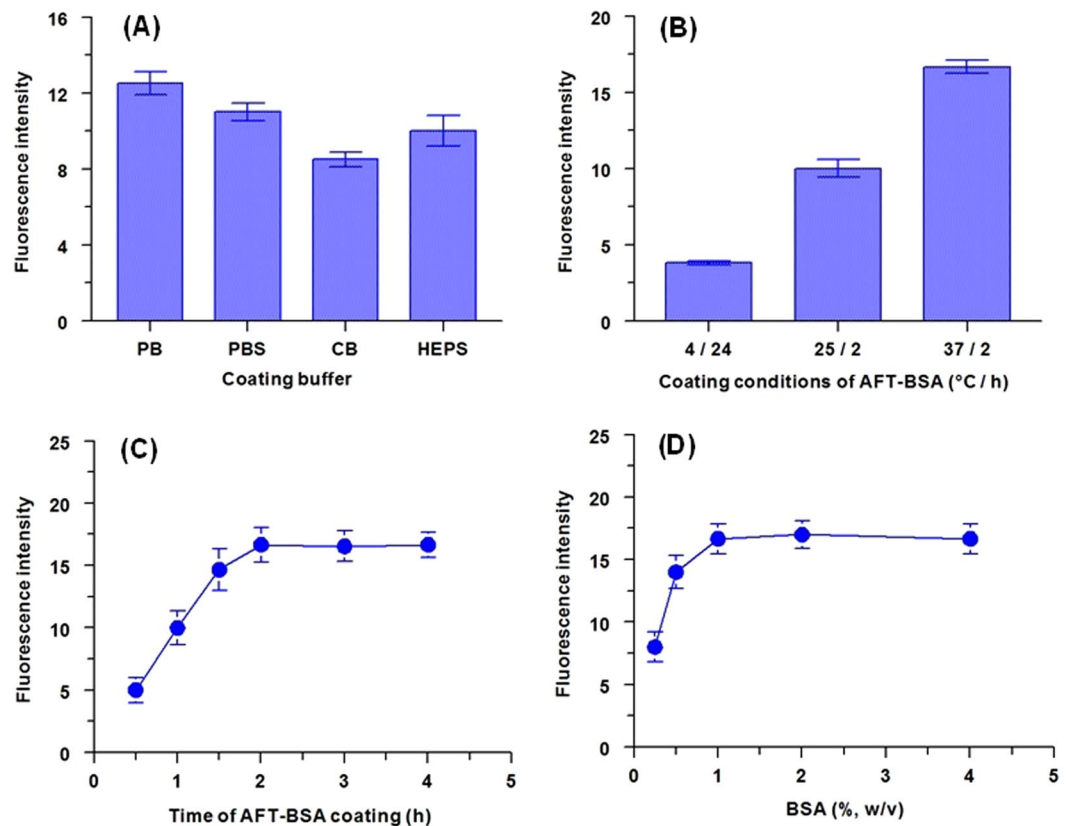 (A)
Fluorescence intensity
16
12
8
4
0
PB PBS CB HEPS
Coating buffer
(B)
Fluorescence intensity
20
15
10
5
0
4 / 24 25 / 2 37 / 2
Coating conditions of AFT-BSA (°C / h)
(C)
Fluorescence intensity
25
20
15
10
5
0
0 1 2 3 4 5
Time of AFT-BSA coating (h)
(D)
Fluorescence intensity
25
20
15
10
5
0
0 1 2 3 4 5
BSA (%, w/v)